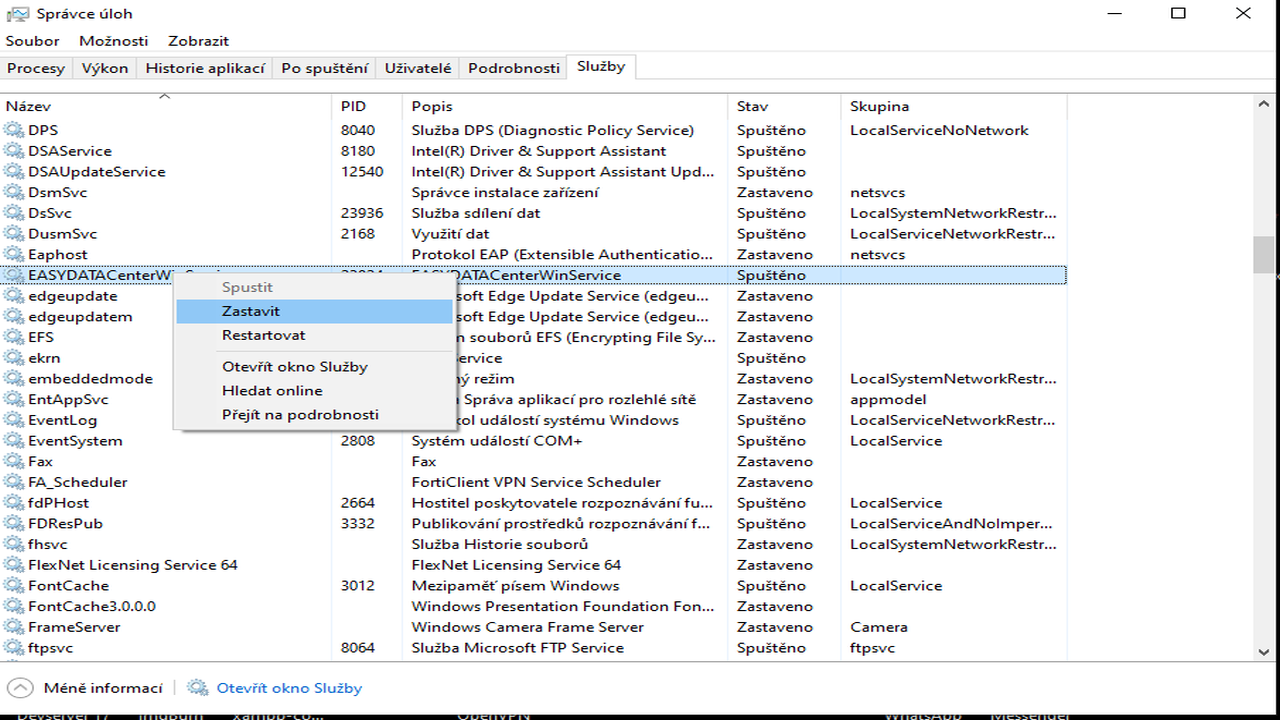 Správce úloh
Soubor Možnosti Zobrazit
Procesy Výkon Historie aplikací Po spuštění Uživatelé Podrobnosti Služby
Název PID Popis Stav Skupina
DPS 8040 Služba DPS (Diagnostic Policy Service) Spuštěno LocalServiceNoNetwork
DSAService 8180 Intel(R) Driver & Support Assistant Spuštěno
DSAUpdateService 12540 Intel(R) Driver & Support Assistant Upd... Spuštěno
DsmSvc Správce instalace zařízení Zastaveno netsvcs
DsSvc 23936 Služba sdílení dat Spuštěno LocalSystemNetworkRestr...
DusmSvc 2168 Využití dat Spuštěno LocalServiceNetworkRestr...
Eaphost Protokol EAP (Extensible Authenticatio... Zastaveno netsvcs
EASYDATACenterWinService EASYDATACenterWinService Spuštěno
Spustit
edgeupdate soft Edge Update Service (edgeu... Zastaveno
Zastavit
edgeupdatem soft Edge Update Service (edgeu... Zastaveno
Restartovat
EFS n souborů EFS (Encrypting File Sy... Zastaveno
ekrn ervice Spuštěno
Otevřít okno Služby
embeddedmode ný režim Zastaveno LocalSystemNetworkRestr...
Hledat online
EntAppSvc Správa aplikací pro rozlehlé sítě Zastaveno appmodel
Přejít na podrobnosti
EventLog kol událostí systému Windows Spuštěno LocalServiceNetworkRestr...
EventSystem 2808 Systém událostí COM+ Spuštěno LocalService
Fax Fax Zastaveno
FA_Scheduler FortiClient VPN Service Scheduler Zastaveno
fdPHost 2664 Hostitel poskytovatele rozpoznávání fu... Spuštěno LocalService
FDResPub 3332 Publikování prostředků rozpoznávání f... Spuštěno LocalServiceAndNoImper...
fhsvc Služba Historie souborů Zastaveno LocalSystemNetworkRestr...
FlexNet Licensing Service 64 FlexNet Licensing Service 64 Zastaveno
FontCache 3012 Mezipaměť písem Windows Spuštěno LocalService
FontCache3.0.0.0 Windows Presentation Foundation Fon... Zastaveno
FrameServer Windows Camera Frame Server Zastaveno Camera
ftpsvc 8064 Služba Microsoft FTP Service Spuštěno ftpsvc
Méně informací Otevřít okno Služby
Devserver 17 ImgBurn xampp-co... OpenVPN WhatsApp Messenger